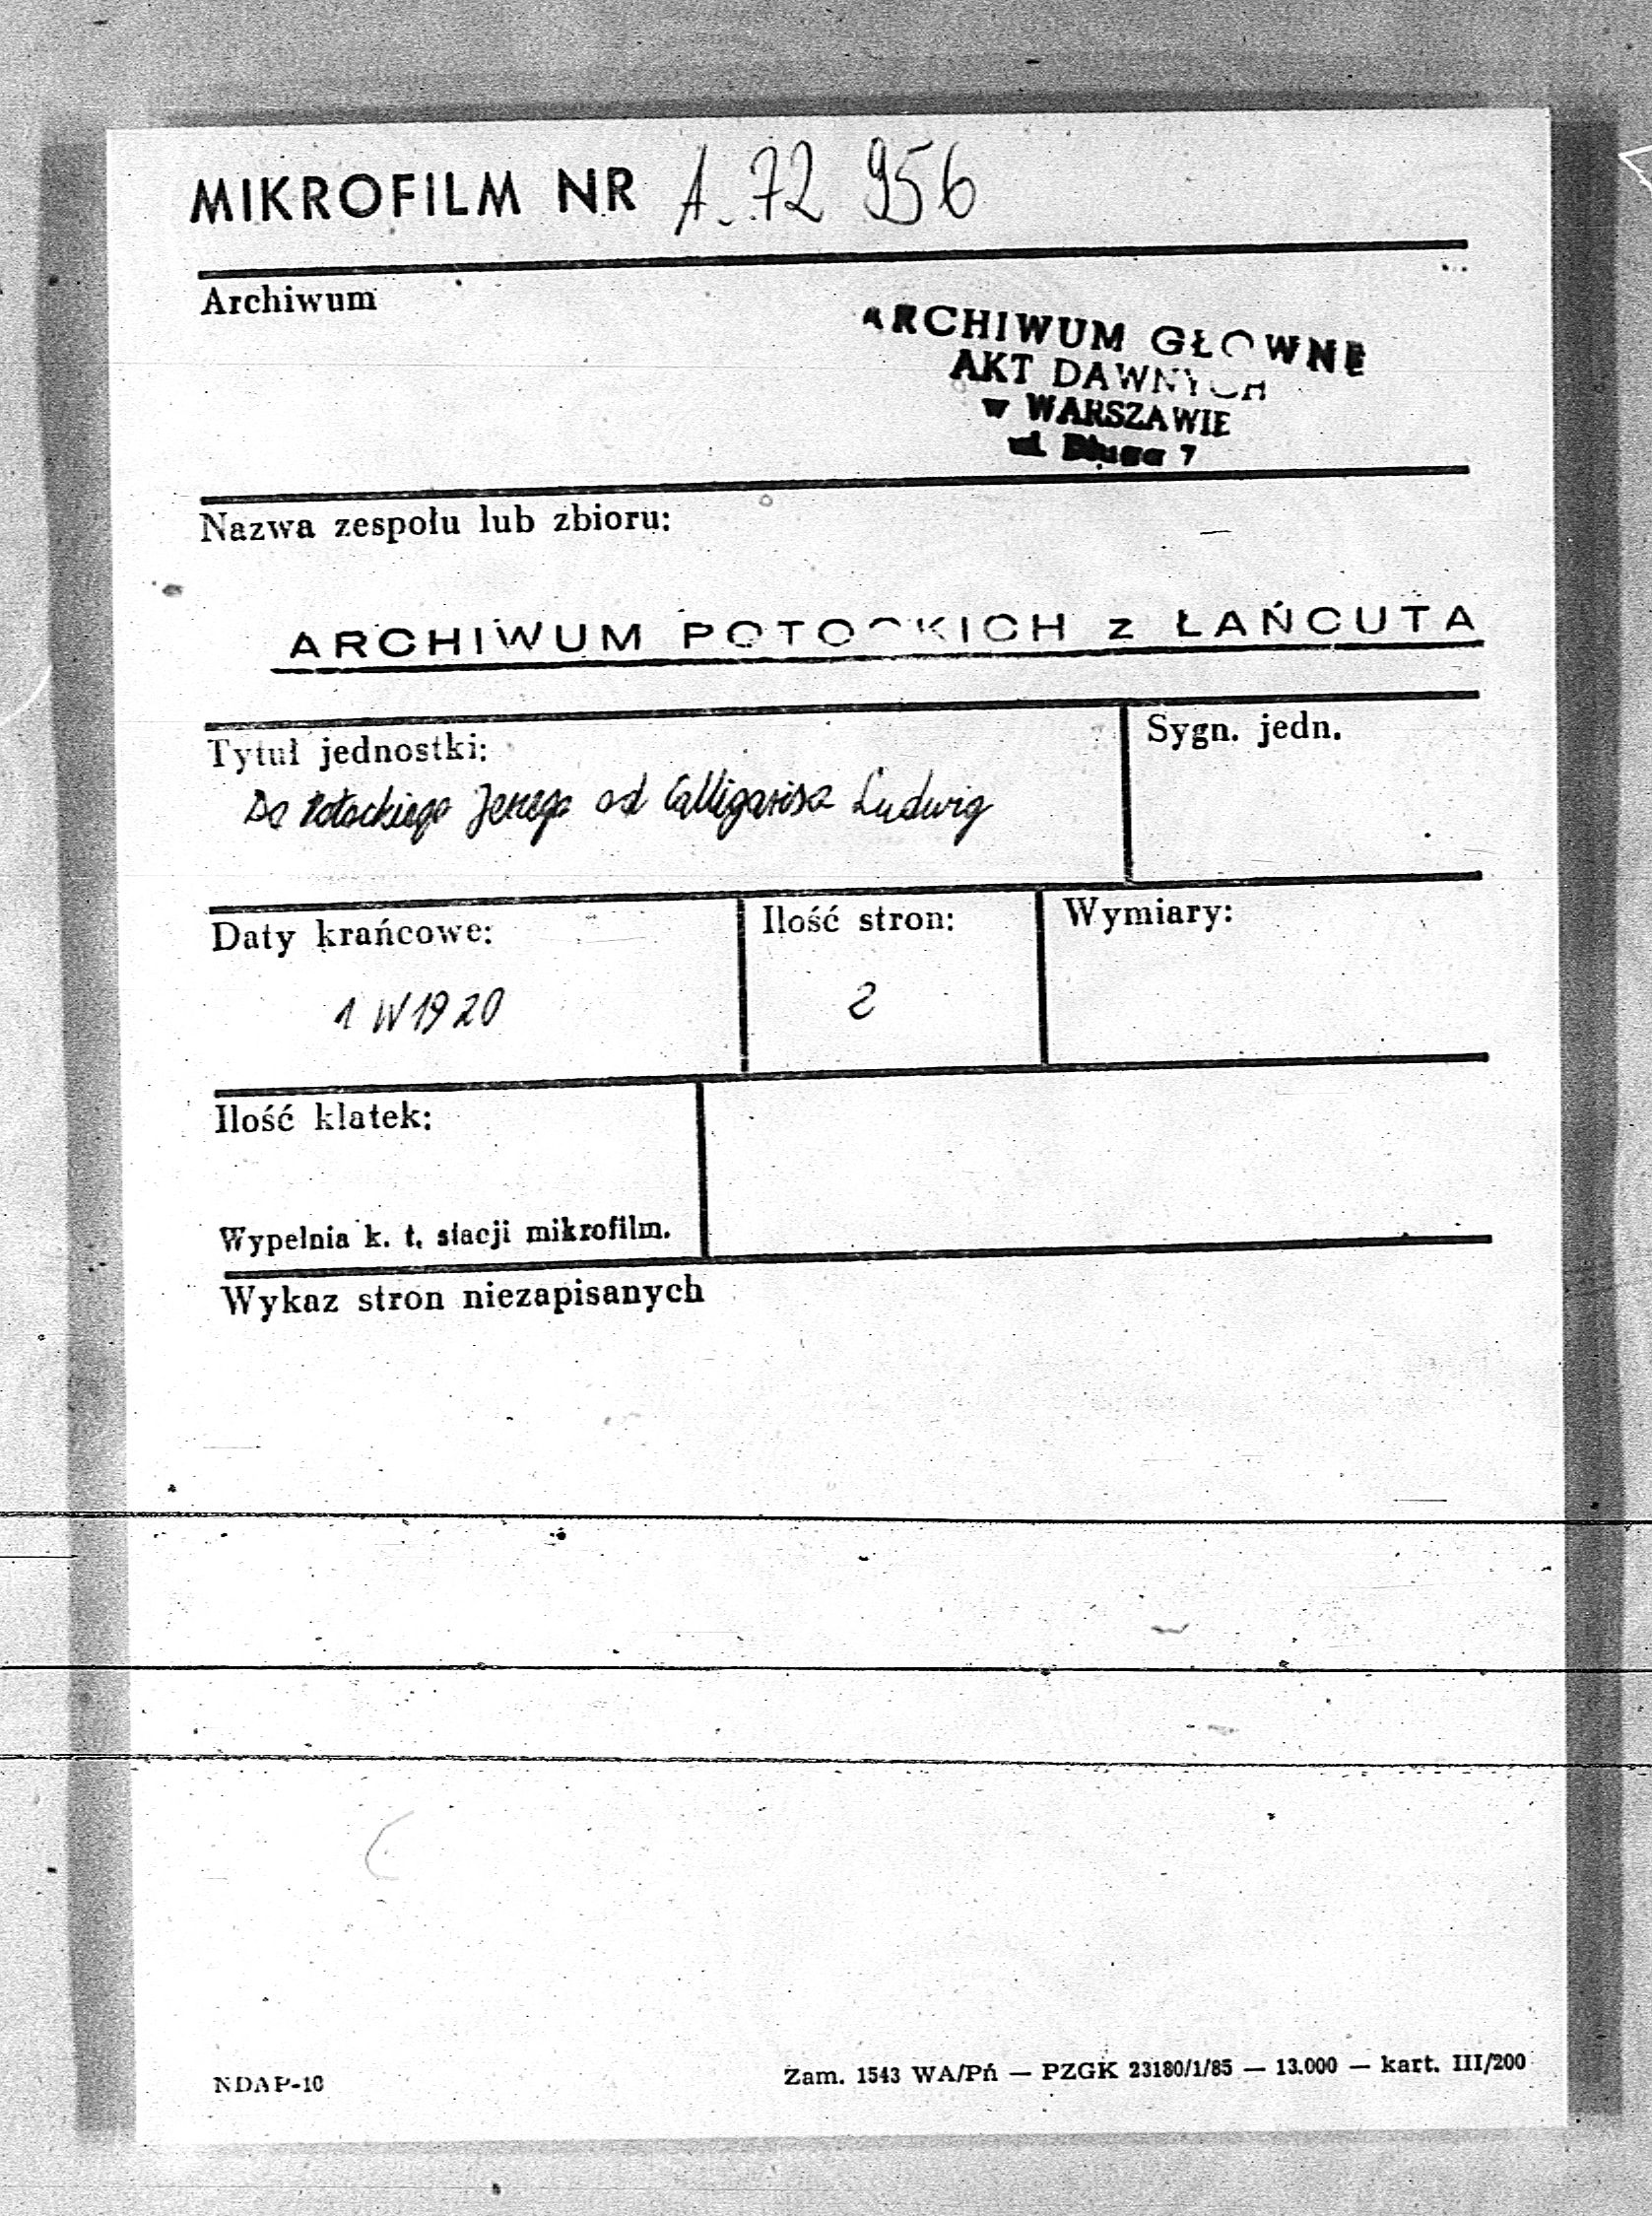 MIKROFILM NR A. 72 956
Archiwum
ARCHIWUM GŁOWNE
AKT DAWNYCH
w WARSZAWIE
ul. Długa 7
Nazwa zespołu lub zbioru:
ARCHIWUM POTOCKICH z ŁAŃCUTA
Tytuł jednostki:
Sygn. jedn.
Do Potockiego Jerzego od Calligarisa Ludwig
Daty krańcowe:
Ilość stron:
Wymiary:
1 IV 1920
2
Ilość klatek:
Wypełnia k. t. stacji mikrofilm.
Wykaz stron niezapisanych
NDAP-10
Zam. 1543 WA/Pń — PZGK 23180/1/85 — 13.000 — kart. III/200